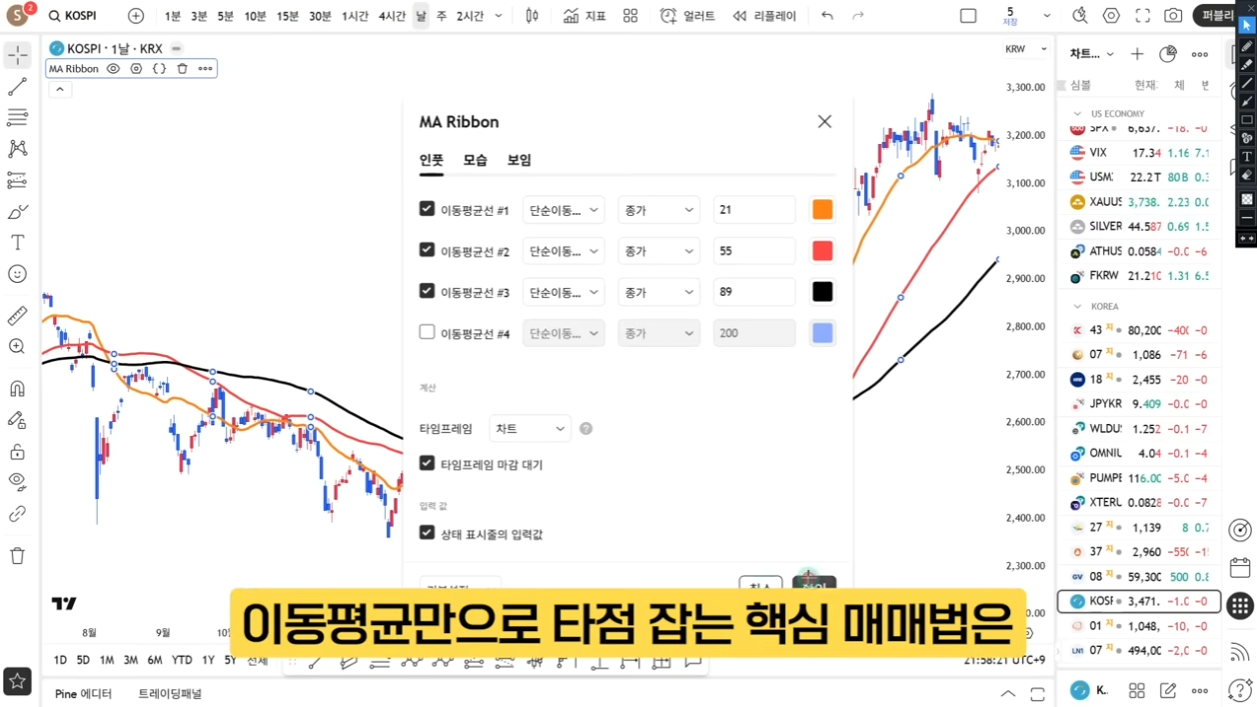 S 2 KOSPI 1분 3분 5분 10분 15분 30분 1시간 4시간 날 주 2시간 지표 얼러트 리플레이 5 저장 퍼블리
KOSPI · 1날 · KRX
MA Ribbon
KRW
차트...
심볼 현재: 체
US ECONOMY
6,637. -18. -0
VIX 17.34 1.16 7.1
22.2T 80B 0.3
XAUUS 3,738. 2.23 0.0
SILVER 44.587 0.69 1.5
ATHUS 0.0584 -0.0 -6
FKRW 21.210 1.31 6.5
KOREA
43 지 80,200 -400 -0
07 지 1,086 -71 -6
18 지 2,455 -20 -0
JPYKR 9.409 -0.0 -0
WLDU 1.252 -0.1 -7
OMNIU 4.04 -0.1 -4
PUMPE 116.00 -5.0 -4
XTERL 0.0828 -0.0 -7
27 지 1,139 8 0.7
37 지 2,960 -550 -1
GV 08 지 59,300 500 0.8
KOSF 3,471. -1.0 -0
01 지 1,048, -10, -0
LNT 07 지 494,00 -2,0 -0
K.
3,300.00
3,200.00
3,100.00
3,000.00
2,900.00
2,800.00
2,700.00
2,600.00
2,500.00
2,400.00
2,300.00
MA Ribbon
인풋 모습 보임
이동평균선 #1 단순이동... 종가 21
이동평균선 #2 단순이동... 종가 55
이동평균선 #3 단순이동... 종가 89
이동평균선 #4 단순이동... 종가 200
계산
타임프레임 차트
타임프레임 마감 대기
입력 값
상태 표시줄의 입력값
이동평균만으로 타점 잡는 핵심 매매법은
8월 9월
1D 5D 1M 3M 6M YTD 1Y 5Y 전체
21:58:21 UTC+9
Pine 에디터 트레이딩패널